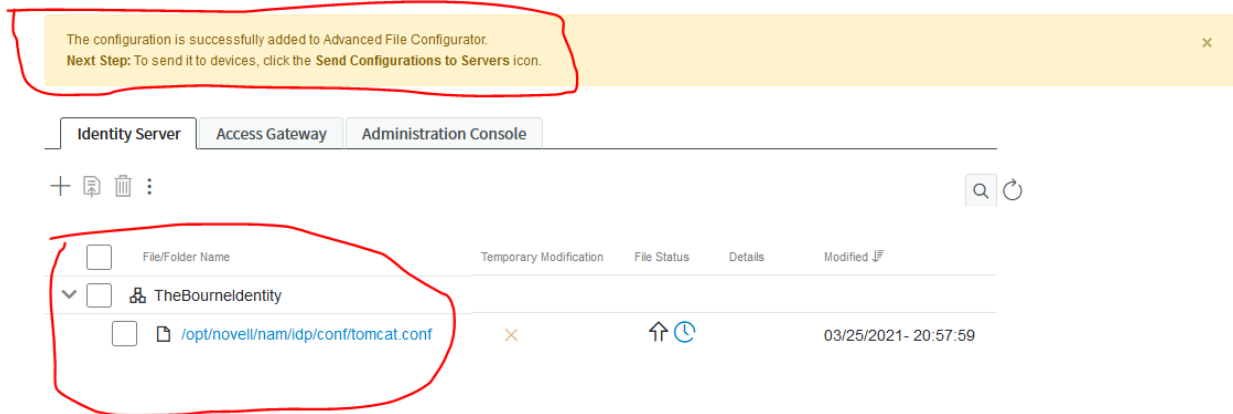 The configuration is successfully added to Advanced File Configurator.
Next Step: To send it to devices, click the Send Configurations to Servers icon.
Identity Server Access Gateway Administration Console
File/Folder Name Temporary Modification File Status Details Modified
TheBourneIdentity
/opt/novell/nam/idp/conf/tomcat.conf 03/25/2021- 20:57:59